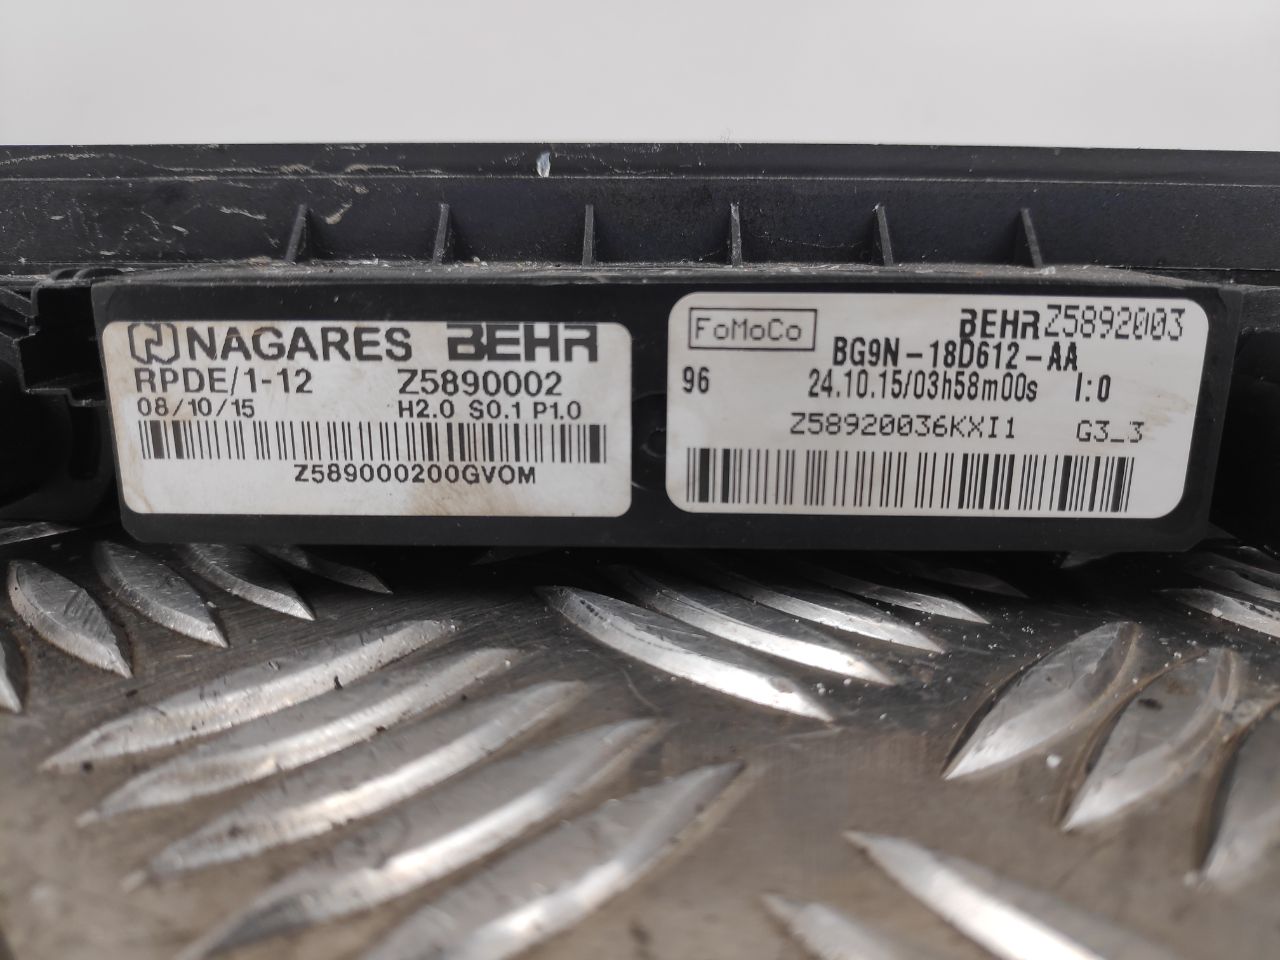 NAGARES BEHR
RPDE/1-12 Z5890002
08/10/15 H2.0 S0.1 P1.0
Z589000200GVOM
FoMoCo BEHR Z5892003
BG9N-18D612-AA
96 24.10.15/03h58m00s I:0
Z58920036KXI1 G3_3